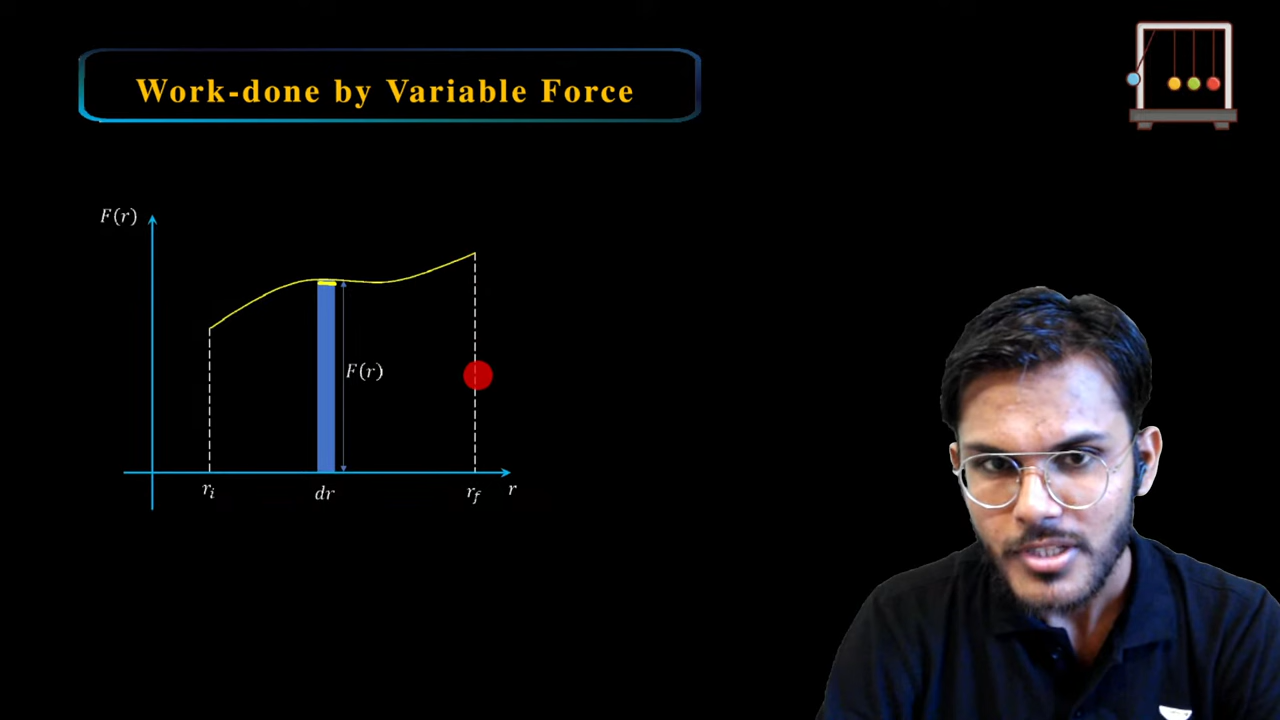 Work-done by Variable Force
F(r)
F(r)
r_i
dr
r_f
r